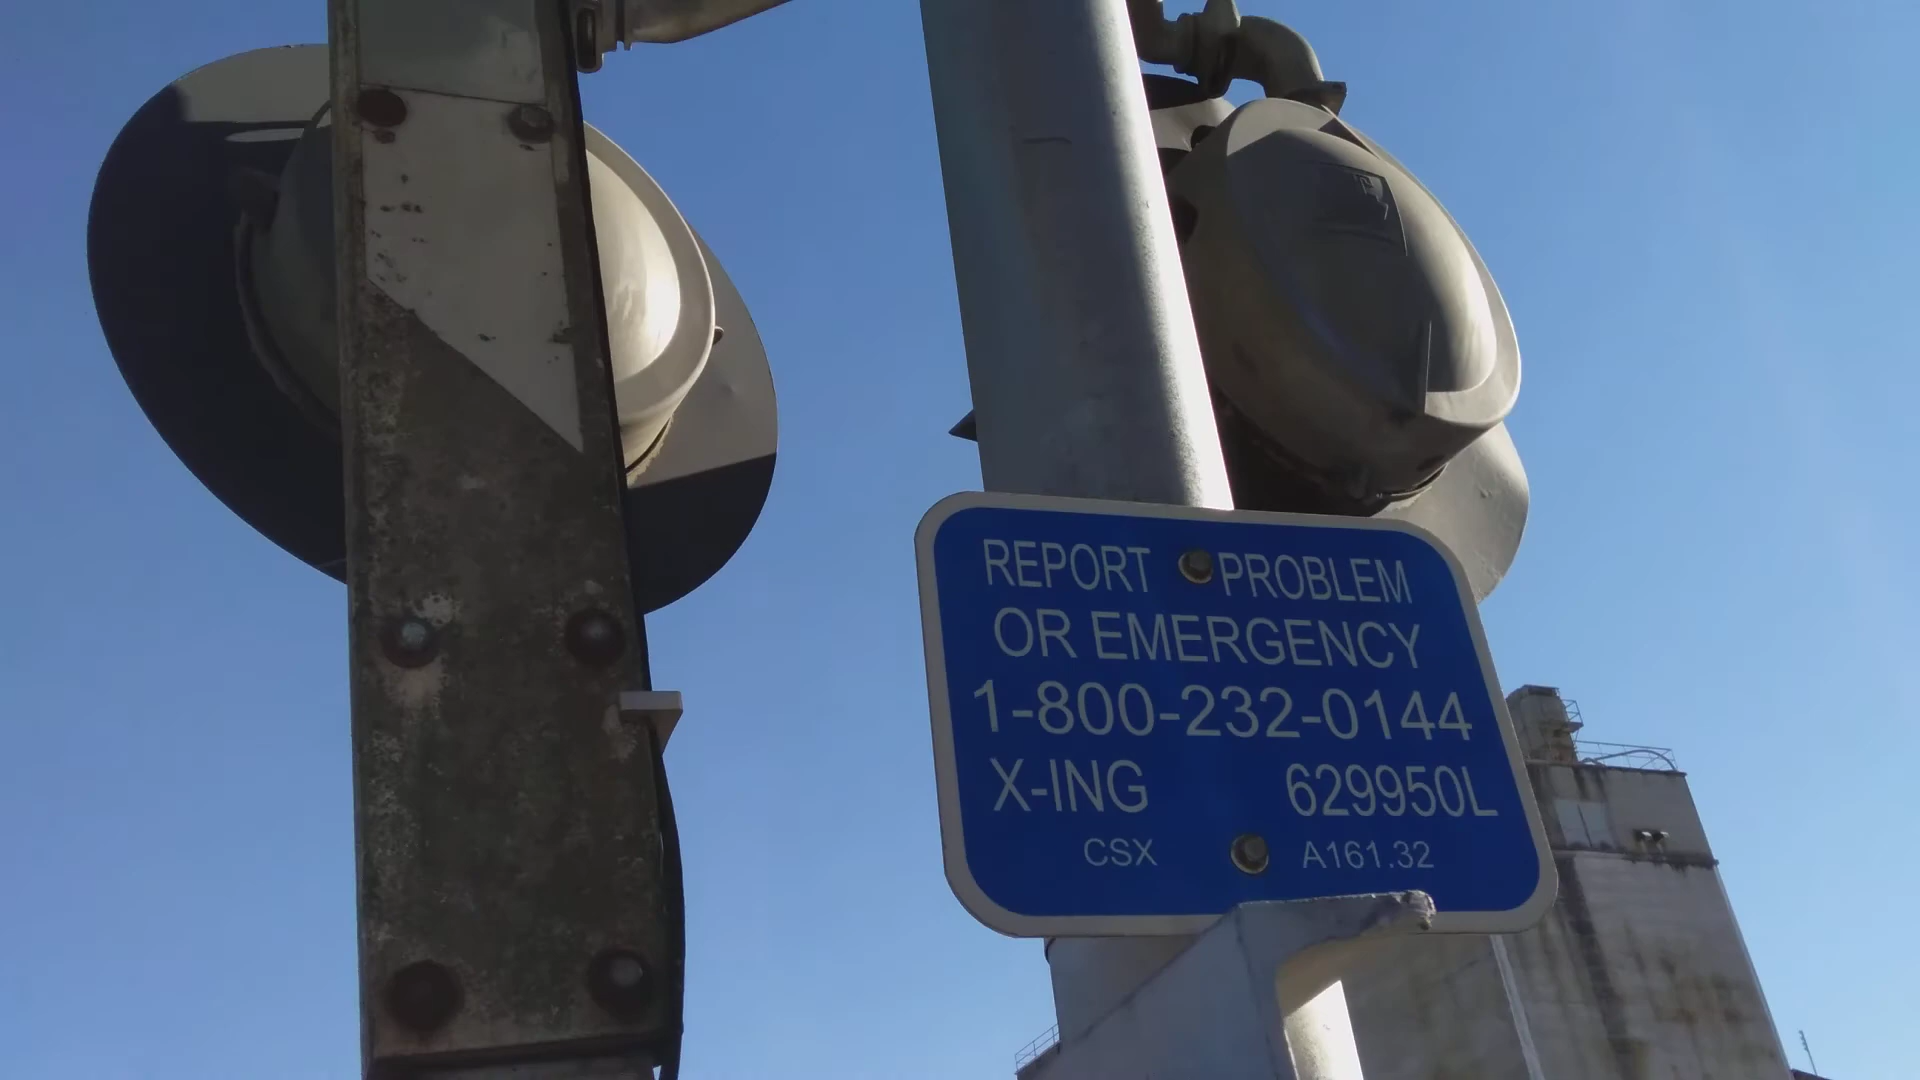 REPORT PROBLEM
OR EMERGENCY
1-800-232-0144
X-ING 629950L
CSX A161.32